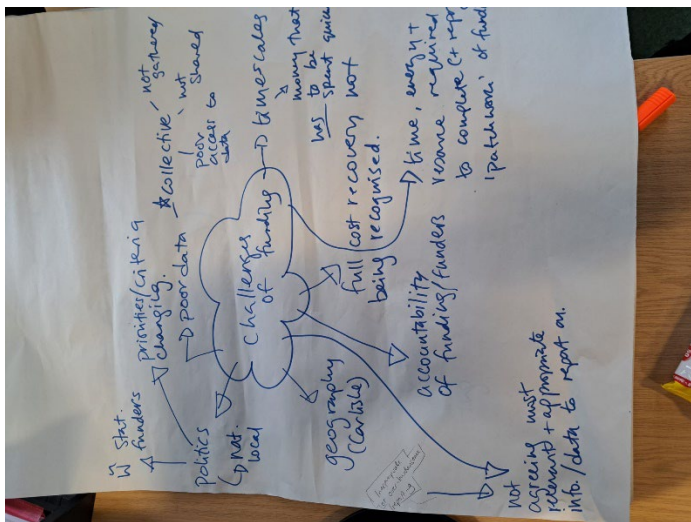 Challenges
of
funding
timescales
money that
has to be
spent
full cost recovery not
being recognised.
time, energy +
resource required
to complete (+
'patchwork' of
accountability
of funding/funders
not
agreeing most
relevant + appropriate
info./data to report on.
geography
(Carlisle)
Politics
nat.
local
Stat.
funders
priorities/criteria
changing.
poor data
collective
not gathered
not shared
poor
access to
data